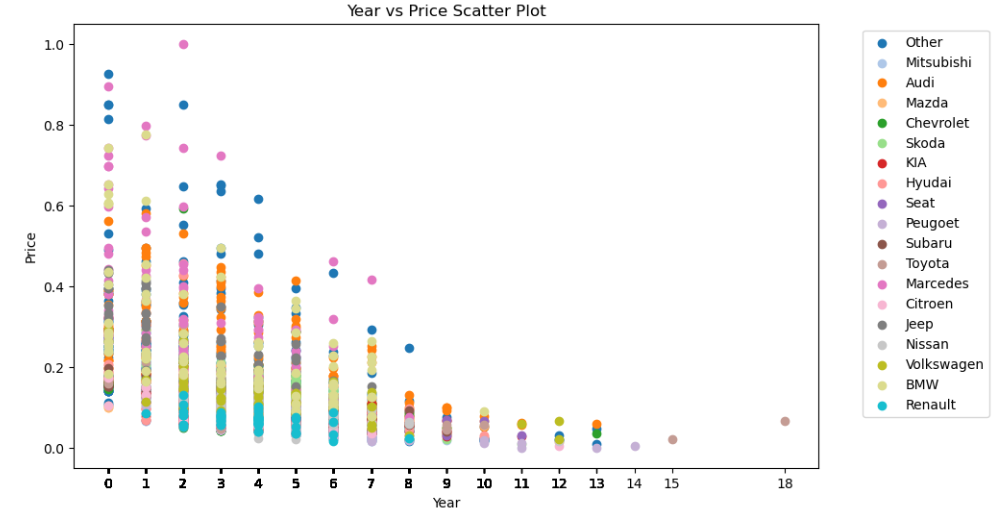 Year vs Price Scatter Plot
1.0
0.8
0.6
0.4
0.2
0.0
Price
0 1 2 3 4 5 6 7 8 9 10 11 12 13 14 15 18
Year
Other
Mitsubishi
Audi
Mazda
Chevrolet
Skoda
KIA
Hyudai
Seat
Peugoet
Subaru
Toyota
Marcedes
Citroen
Jeep
Nissan
Volkswagen
BMW
Renault